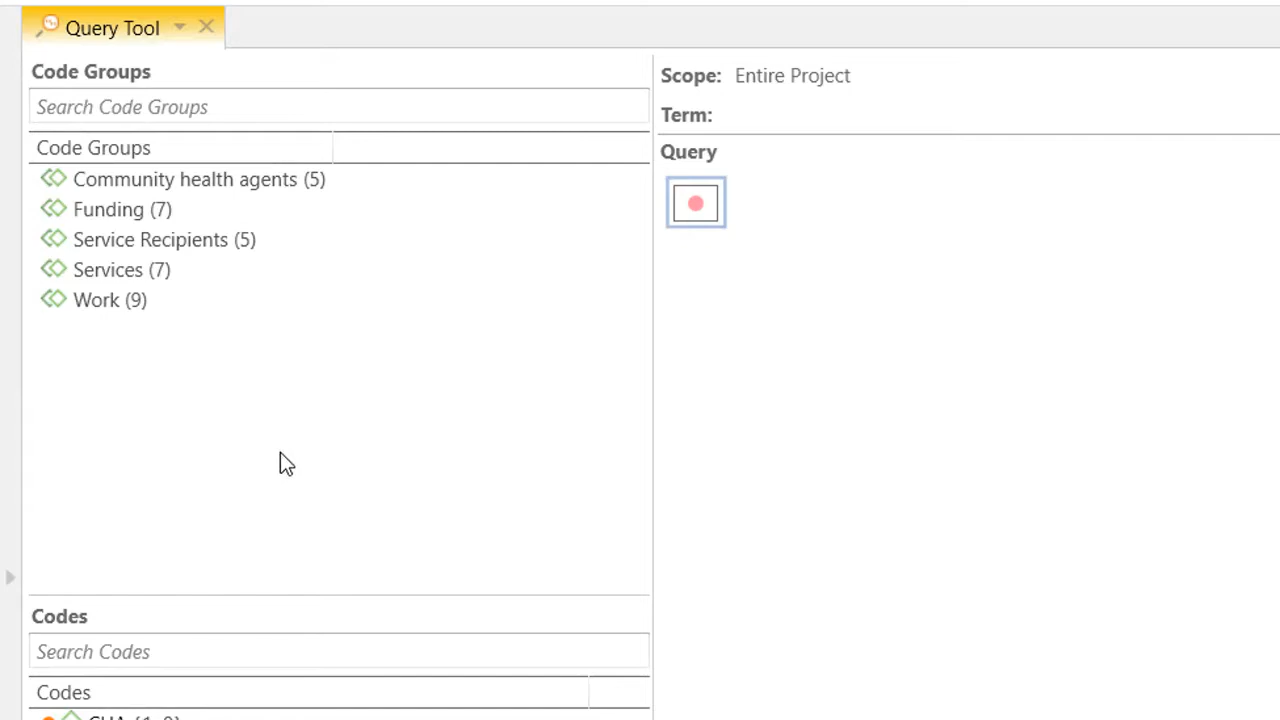 Query Tool
Code Groups
Search Code Groups
Code Groups
Community health agents (5)
Funding (7)
Service Recipients (5)
Services (7)
Work (9)
Codes
Search Codes
Codes
Scope: Entire Project
Term:
Query